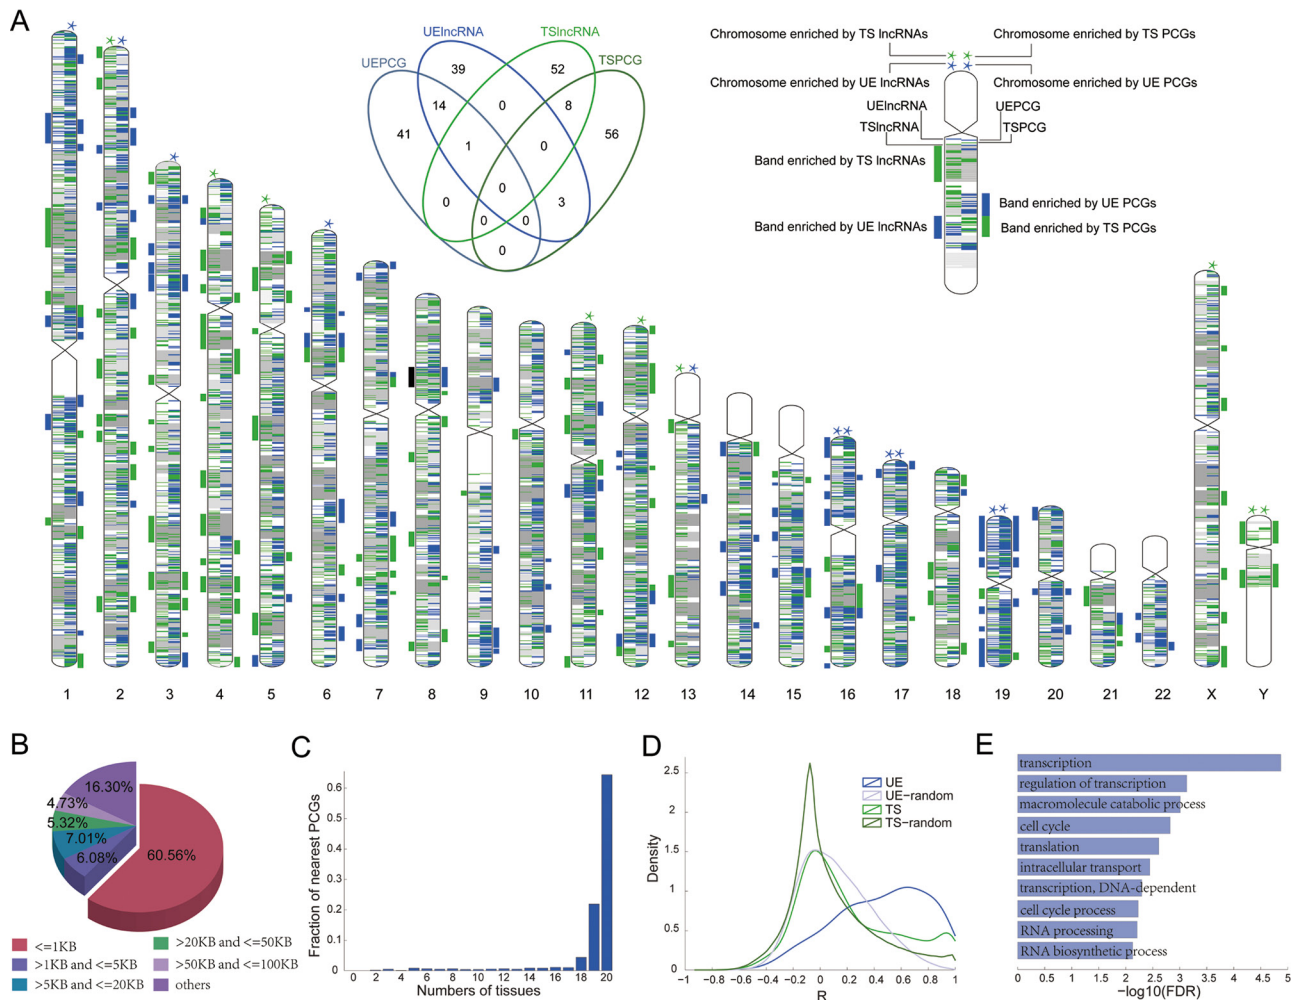 A
UEPCG
UElncRNA
TSlncRNA
TSPCG
39
52
14
0
8
41
1
0
56
0
0
3
0
0
0
Chromosome enriched by TS lncRNAs
Chromosome enriched by TS PCGs
Chromosome enriched by UE lncRNAs
Chromosome enriched by UE PCGs
UElncRNA
UEPCG
TSlncRNA
TSPCG
Band enriched by TS lncRNAs
Band enriched by UE PCGs
Band enriched by UE lncRNAs
Band enriched by TS PCGs
1 2 3 4 5 6 7 8 9 10 11 12 13 14 15 16 17 18 19 20 21 22 X Y
B
16.30%
4.73%
5.32%
7.01%
6.08%
60.56%
<=1KB
>1KB and <=5KB
>5KB and <=20KB
>20KB and <=50KB
>50KB and <=100KB
others
C
Fraction of nearest PCGs
0.6
0.5
0.4
0.3
0.2
0.1
0
0 2 4 6 8 10 12 14 16 18 20
Numbers of tissues
D
Density
2.5
2
1.5
1
0.5
0
−1 −0.8 −0.6 −0.4 −0.2 0 0.2 0.4 0.6 0.8 1
R
UE
UE−random
TS
TS−random
E
transcription
regulation of transcription
macromolecule catabolic process
cell cycle
translation
intracellular transport
transcription, DNA-dependent
cell cycle process
RNA processing
RNA biosynthetic process
0 0.5 1 1.5 2 2.5 3 3.5 4 4.5 5
−log10(FDR)